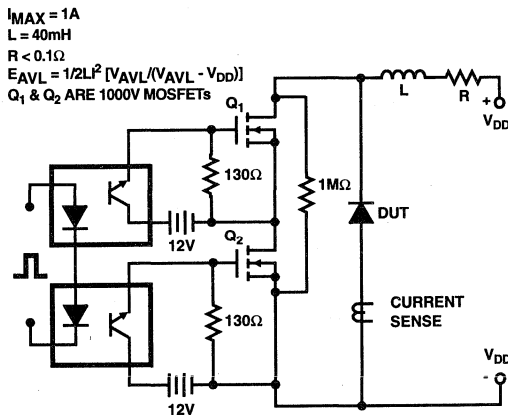 IMAX = 1A
L = 40mH
R < 0.1Ω
EAVL = 1/2LI² [VAVL/(VAVL - VDD)]
Q1 & Q2 ARE 1000V MOSFETs
L
R
+
VDD
Q1
130Ω
1MΩ
DUT
12V
Q2
CURRENT
SENSE
130Ω
VDD
-
12V